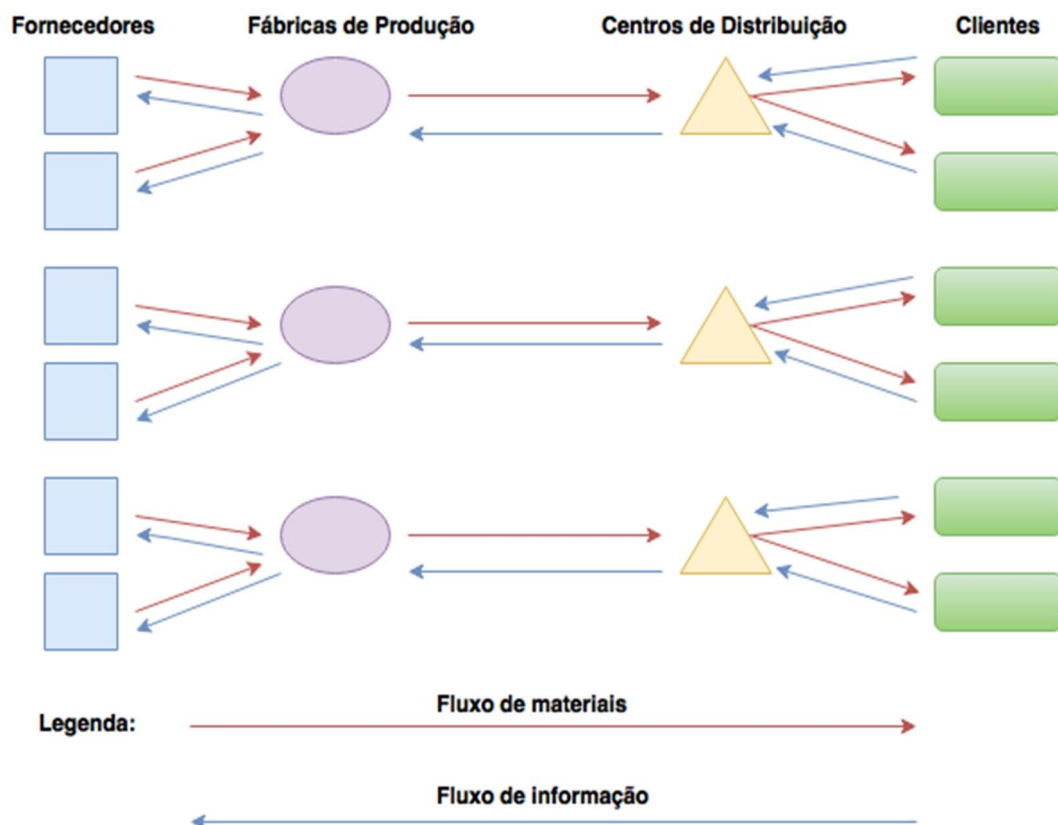 Fornecedores
Fábricas de Produção
Centros de Distribuição
Clientes
Legenda:
Fluxo de materiais
Fluxo de informação